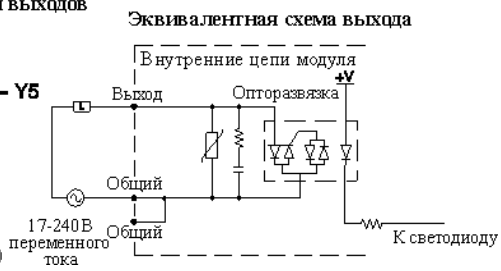 выходов
Эквивалентная схема выхода
Внутренние цепи модуля
+V
– Y5
L
Выход
Опторазвязка
Общий
17-240В
переменного
тока
Общий
К светодиоду